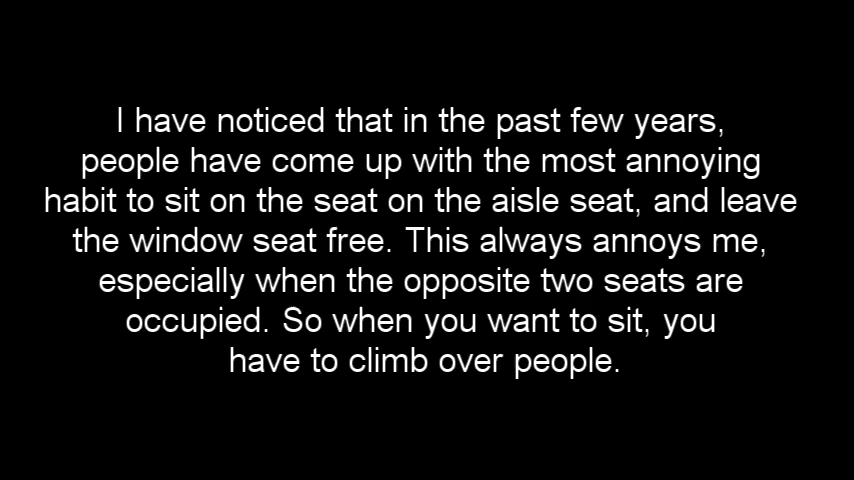 I have noticed that in the past few years,
people have come up with the most annoying
habit to sit on the seat on the aisle seat, and leave
the window seat free. This always annoys me,
especially when the opposite two seats are
occupied. So when you want to sit, you
have to climb over people.